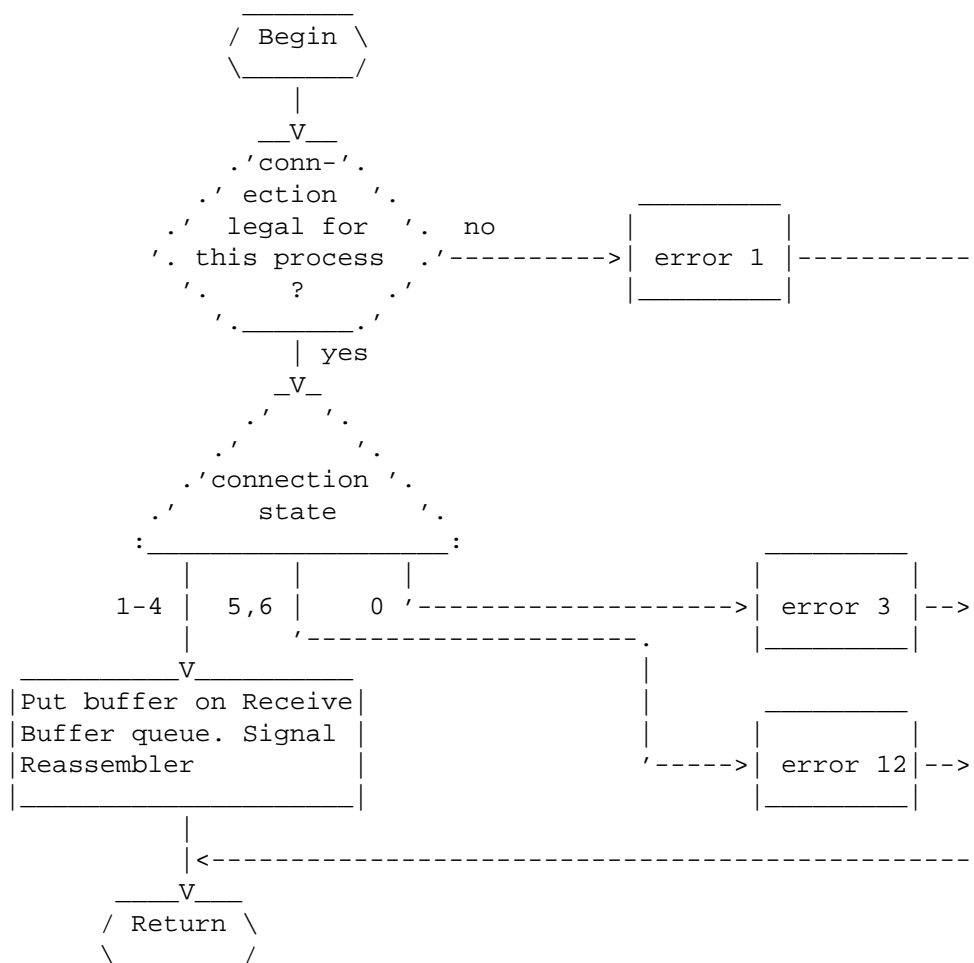 Begin
conn-
ection
legal for no
this process error 1
?
yes
connection
state
1-4 5,6 0 error 3
Put buffer on Receive
Buffer queue. Signal
Reassembler error 12
Return